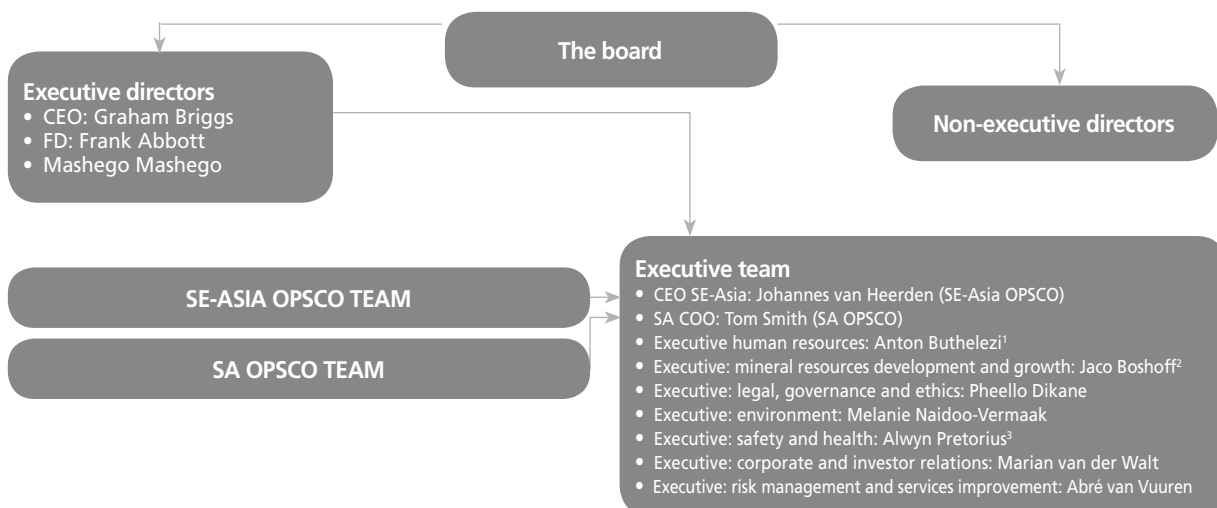 The board
Executive directors
• CEO: Graham Briggs
• FD: Frank Abbott
• Mashego Mashego
Non-executive directors
SE-ASIA OPSCO TEAM
SA OPSCO TEAM
Executive team
• CEO SE-Asia: Johannes van Heerden (SE-Asia OPSCO)
• SA COO: Tom Smith (SA OPSCO)
• Executive human resources: Anton Buthelezi¹
• Executive: mineral resources development and growth: Jaco Boshoff²
• Executive: legal, governance and ethics: Pheello Dikane
• Executive: environment: Melanie Naidoo-Vermaak
• Executive: safety and health: Alwyn Pretorius³
• Executive: corporate and investor relations: Marian van der Walt
• Executive: risk management and services improvement: Abré van Vuuren